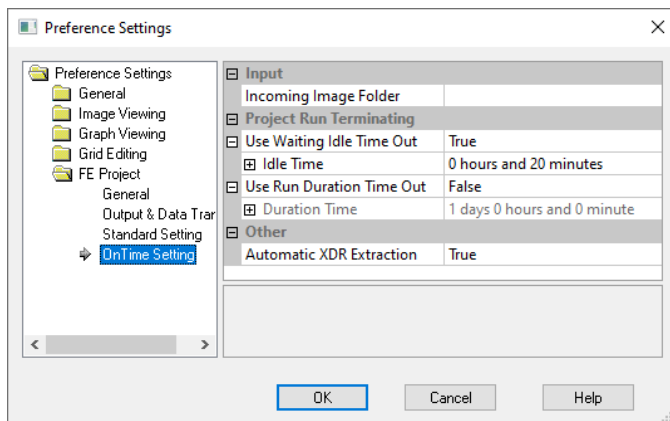 Preference Settings
Preference Settings
General
Image Viewing
Graph Viewing
Grid Editing
FE Project
General
Output & Data Trar
Standard Setting
OnTime Setting
Input
Incoming Image Folder
Project Run Terminating
Use Waiting Idle Time Out True
Idle Time 0 hours and 20 minutes
Use Run Duration Time Out False
Duration Time 1 days 0 hours and 0 minute
Other
Automatic XDR Extraction True
OK Cancel Help